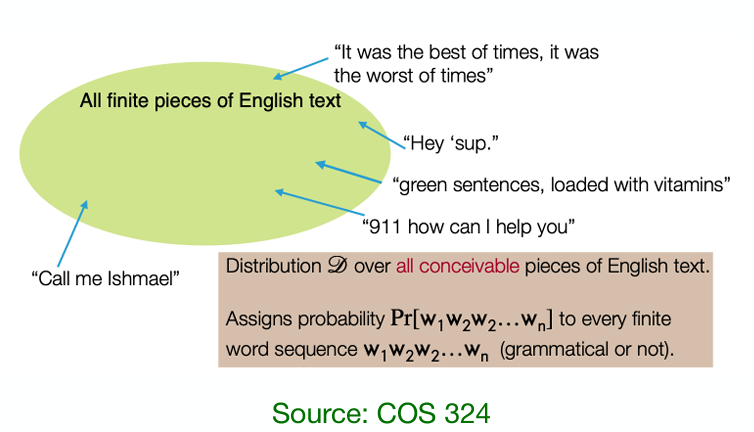 “It was the best of times, it was
the worst of times”
All finite pieces of English text
“Hey ‘sup.”
“green sentences, loaded with vitamins”
“911 how can I help you”
“Call me Ishmael”
Distribution 𝒟 over all conceivable pieces of English text.
Assigns probability Pr[w₁w₂w₂…wₙ] to every finite
word sequence w₁w₂w₂…wₙ (grammatical or not).
Source: COS 324